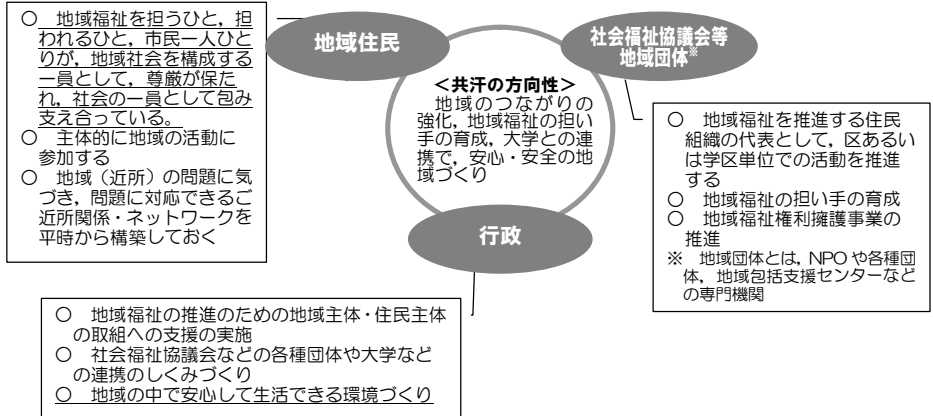 ○　地域福祉を担うひと，担
われるひと，市民一人ひと
りが，地域社会を構成する
一員として，尊厳が保た
れ，社会の一員として包み
支え合っている。
○　主体的に地域の活動に
参加する
○　地域（近所）の問題に気
づき，問題に対応できるご
近所関係・ネットワークを
平時から構築しておく
地域住民
社会福祉協議会等
地域団体※
＜共汗の方向性＞
地域のつながりの
強化，地域福祉の担い
手の育成，大学との連
携で，安心・安全の地
域づくり
行政
○　地域福祉を推進する住民
組織の代表として，区あるい
は学区単位での活動を推進
する
○　地域福祉の担い手の育成
○　地域福祉権利擁護事業の
推進
※　地域団体とは，NPO や各種団
体，地域包括支援センターなど
の専門機関
○　地域福祉の推進のための地域主体・住民主体
の取組への支援の実施
○　社会福祉協議会などの各種団体や大学など
の連携のしくみづくり
○　地域の中で安心して生活できる環境づくり